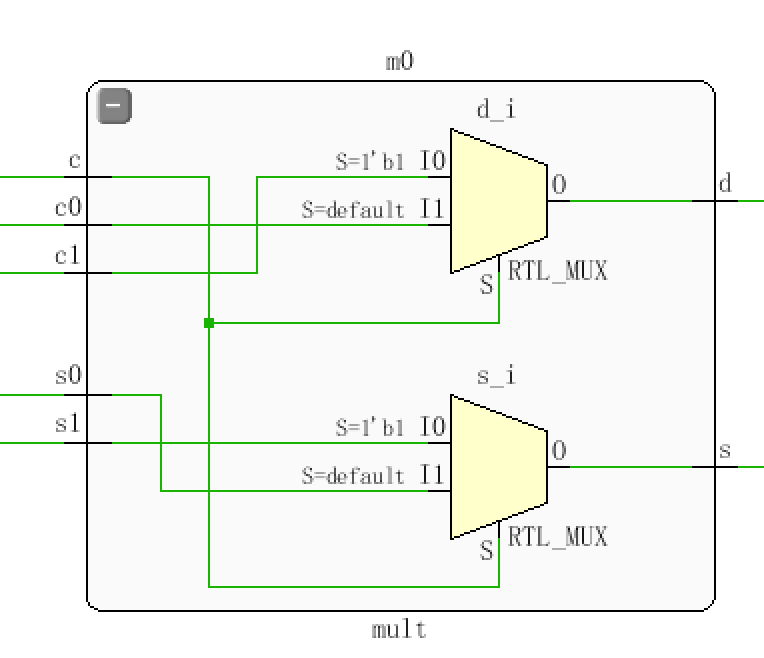 m0
d_i
c
S=1'b1 I0
O
d
c0
S=default I1
c1
S
RTL_MUX
s_i
s0
s1
S=1'b1 I0
O
s
S=default I1
S
RTL_MUX
mult